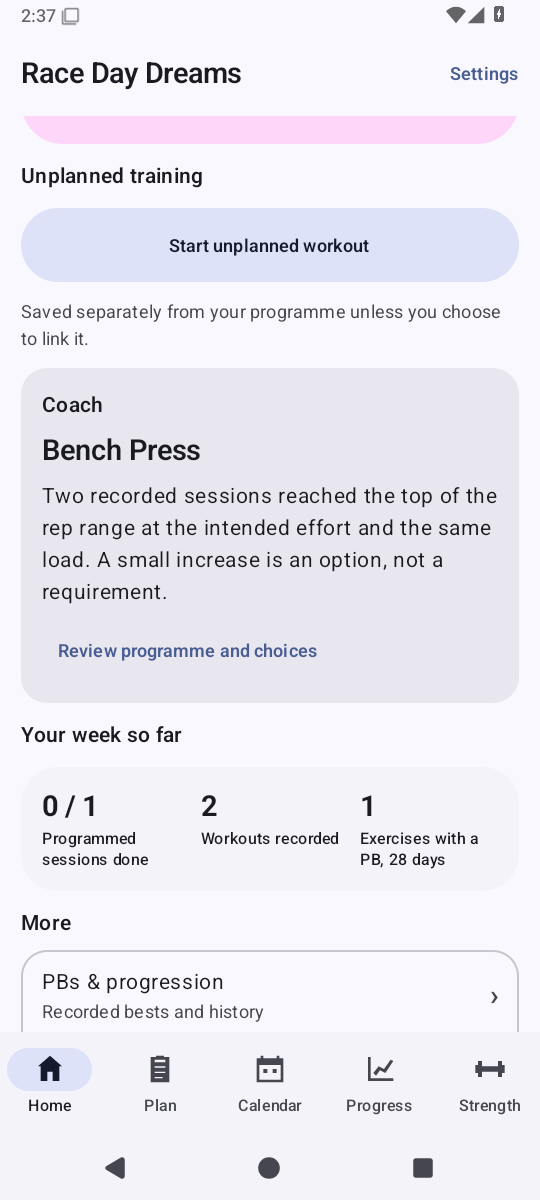 2:37
Race Day Dreams
Settings
Unplanned training
Start unplanned workout
Saved separately from your programme unless you choose
to link it.
Coach
Bench Press
Two recorded sessions reached the top of the
rep range at the intended effort and the same
load. A small increase is an option, not a
requirement.
Review programme and choices
Your week so far
0 / 1
Programmed
sessions done
2
Workouts recorded
1
Exercises with a
PB, 28 days
More
PBs & progression
Recorded bests and history
Home
Plan
Calendar
Progress
Strength